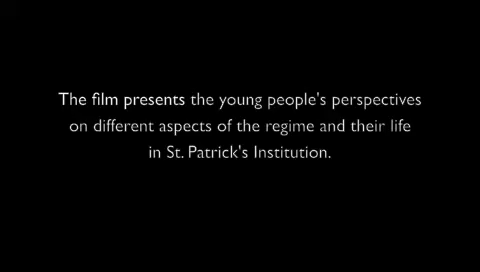 The film presents the young people's perspectives
on different aspects of the regime and their life
in St. Patrick's Institution.